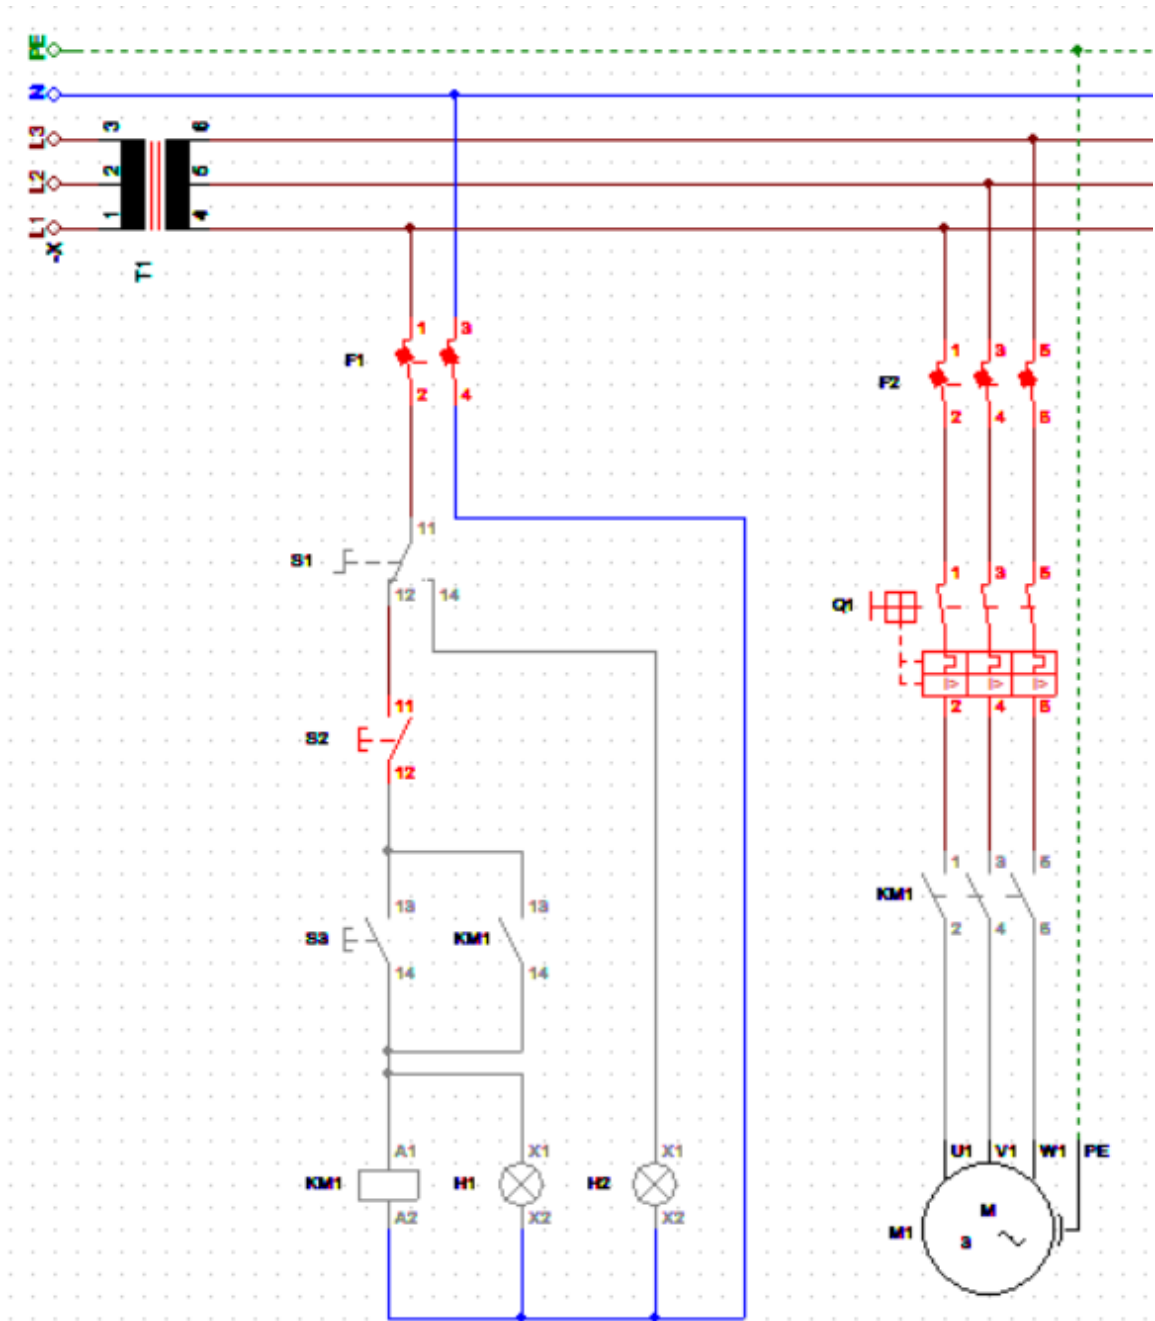 PE
N
L3 3 6
L2 2 5
L1 1 4
-X
T1
1 3
F1
2 4
1 3 5
F2
2 4 6
11
S1
12 14
1 3 5
Q1
2 4 6
11
S2
12
1 3 5
KM1
2 4 6
13 13
S3 KM1
14 14
A1 X1 X1
KM1 H1 H2
A2 X2 X2
U1 V1 W1 PE
M
M1
3